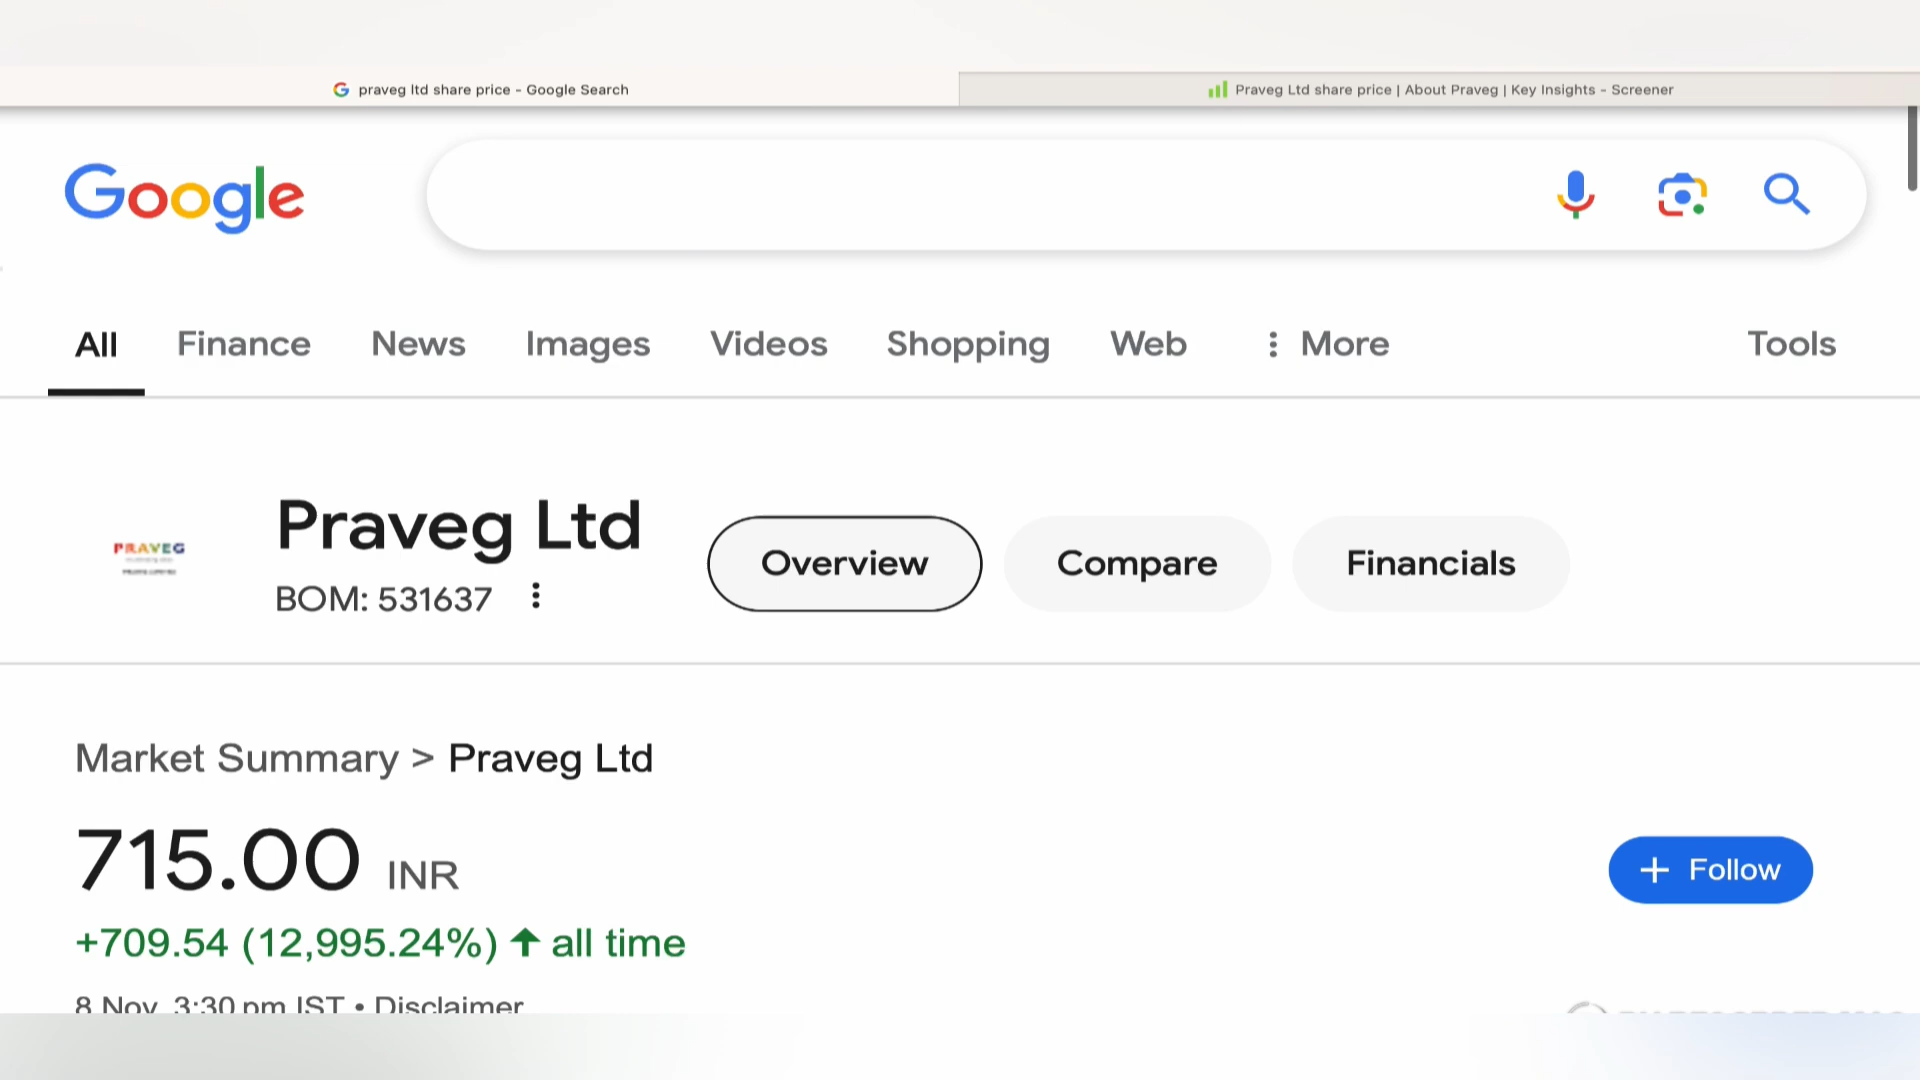 praveg ltd share price - Google Search
Praveg Ltd share price | About Praveg | Key Insights - Screener
Google
All Finance News Images Videos Shopping Web More Tools
PRAVEG
Praveg Ltd
BOM: 531637
Overview Compare Financials
Market Summary > Praveg Ltd
715.00 INR
+ Follow
+709.54 (12,995.24%) ↑ all time
8 Nov, 3:30 pm IST • Disclaimer